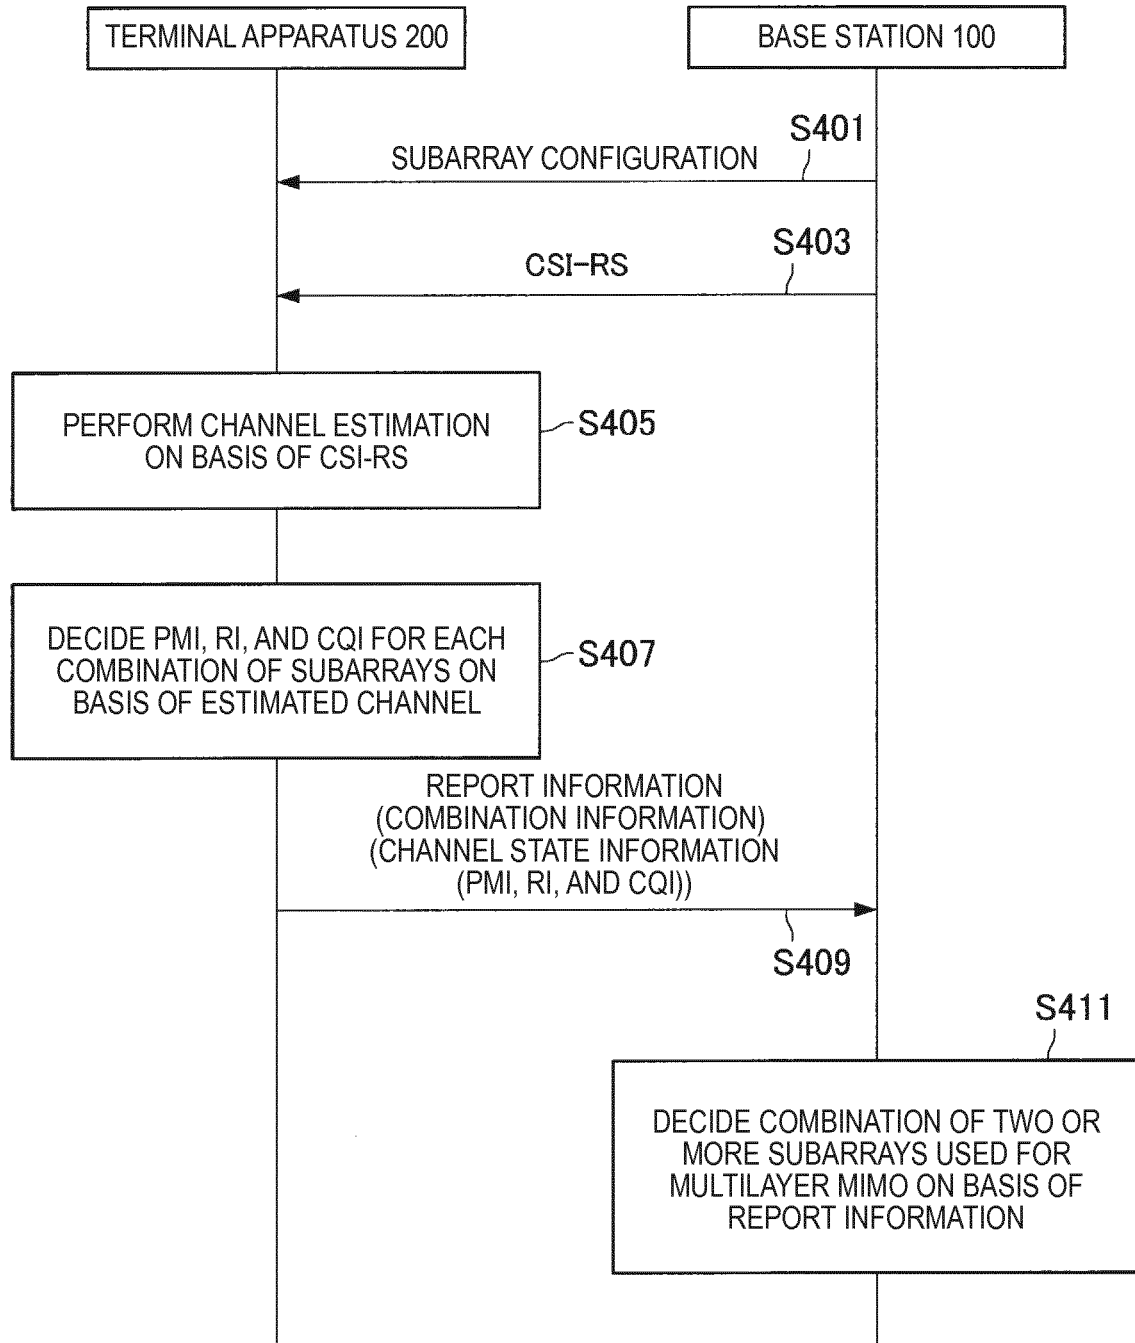 TERMINAL APPARATUS 200
BASE STATION 100
S401
SUBARRAY CONFIGURATION
S403
CSI-RS
PERFORM CHANNEL ESTIMATION
ON BASIS OF CSI-RS
S405
DECIDE PMI, RI, AND CQI FOR EACH
COMBINATION OF SUBARRAYS ON
BASIS OF ESTIMATED CHANNEL
S407
REPORT INFORMATION
(COMBINATION INFORMATION)
(CHANNEL STATE INFORMATION
(PMI, RI, AND CQI))
S409
S411
DECIDE COMBINATION OF TWO OR
MORE SUBARRAYS USED FOR
MULTILAYER MIMO ON BASIS OF
REPORT INFORMATION